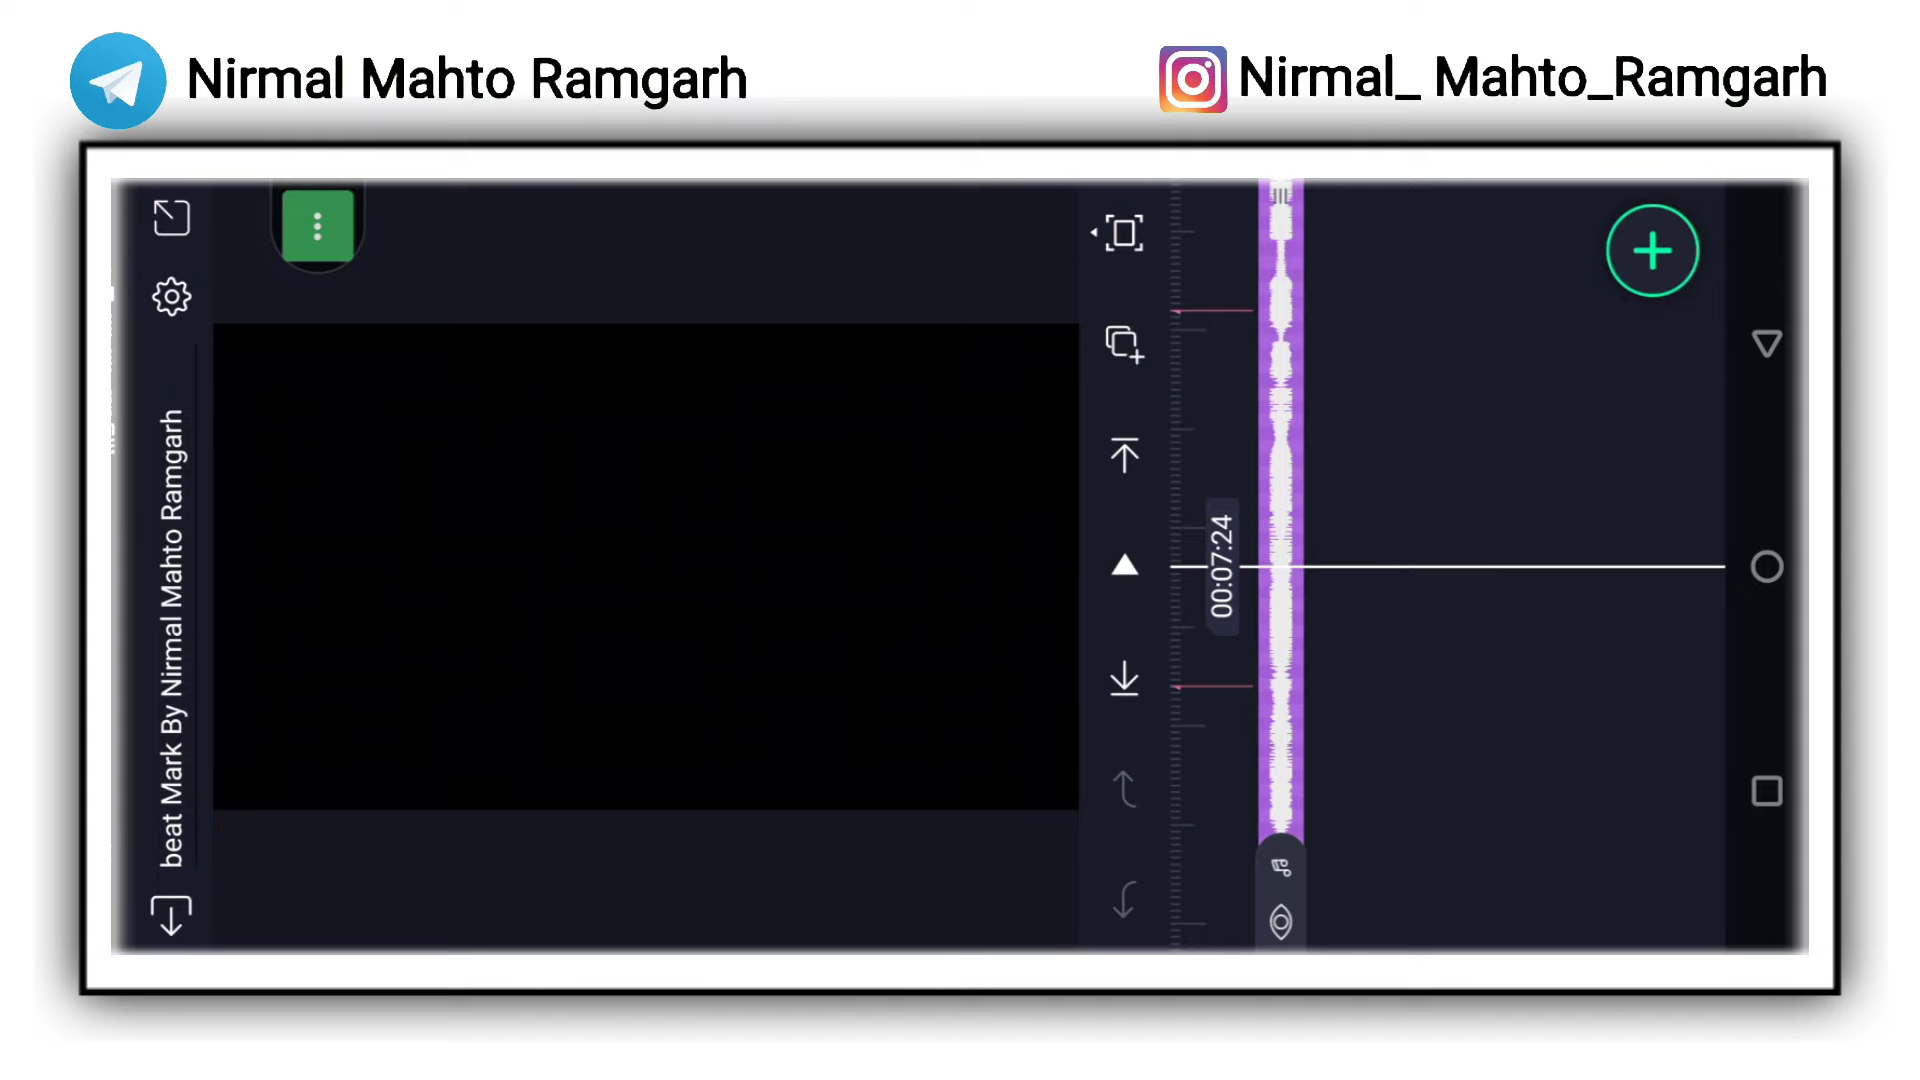 Nirmal Mahto Ramgarh
Nirmal_ Mahto_Ramgarh
beat Mark By Nirmal Mahto Ramgarh
00:07:24